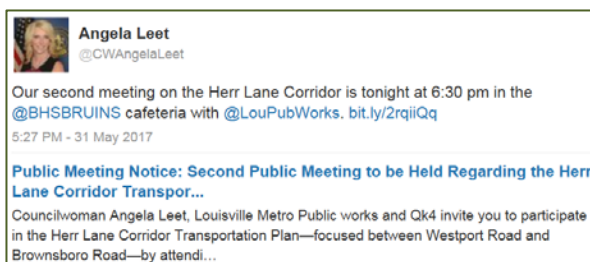 Angela Leet
@CWAngelaLeet
Our second meeting on the Herr Lane Corridor is tonight at 6:30 pm in the
@BHSBRUINS cafeteria with @LouPubWorks. bit.ly/2rqiiQq
5:27 PM - 31 May 2017
Public Meeting Notice: Second Public Meeting to be Held Regarding the Herr
Lane Corridor Transpor...
Councilwoman Angela Leet, Louisville Metro Public works and Qk4 invite you to participate
in the Herr Lane Corridor Transportation Plan—focused between Westport Road and
Brownsboro Road—by attendi...